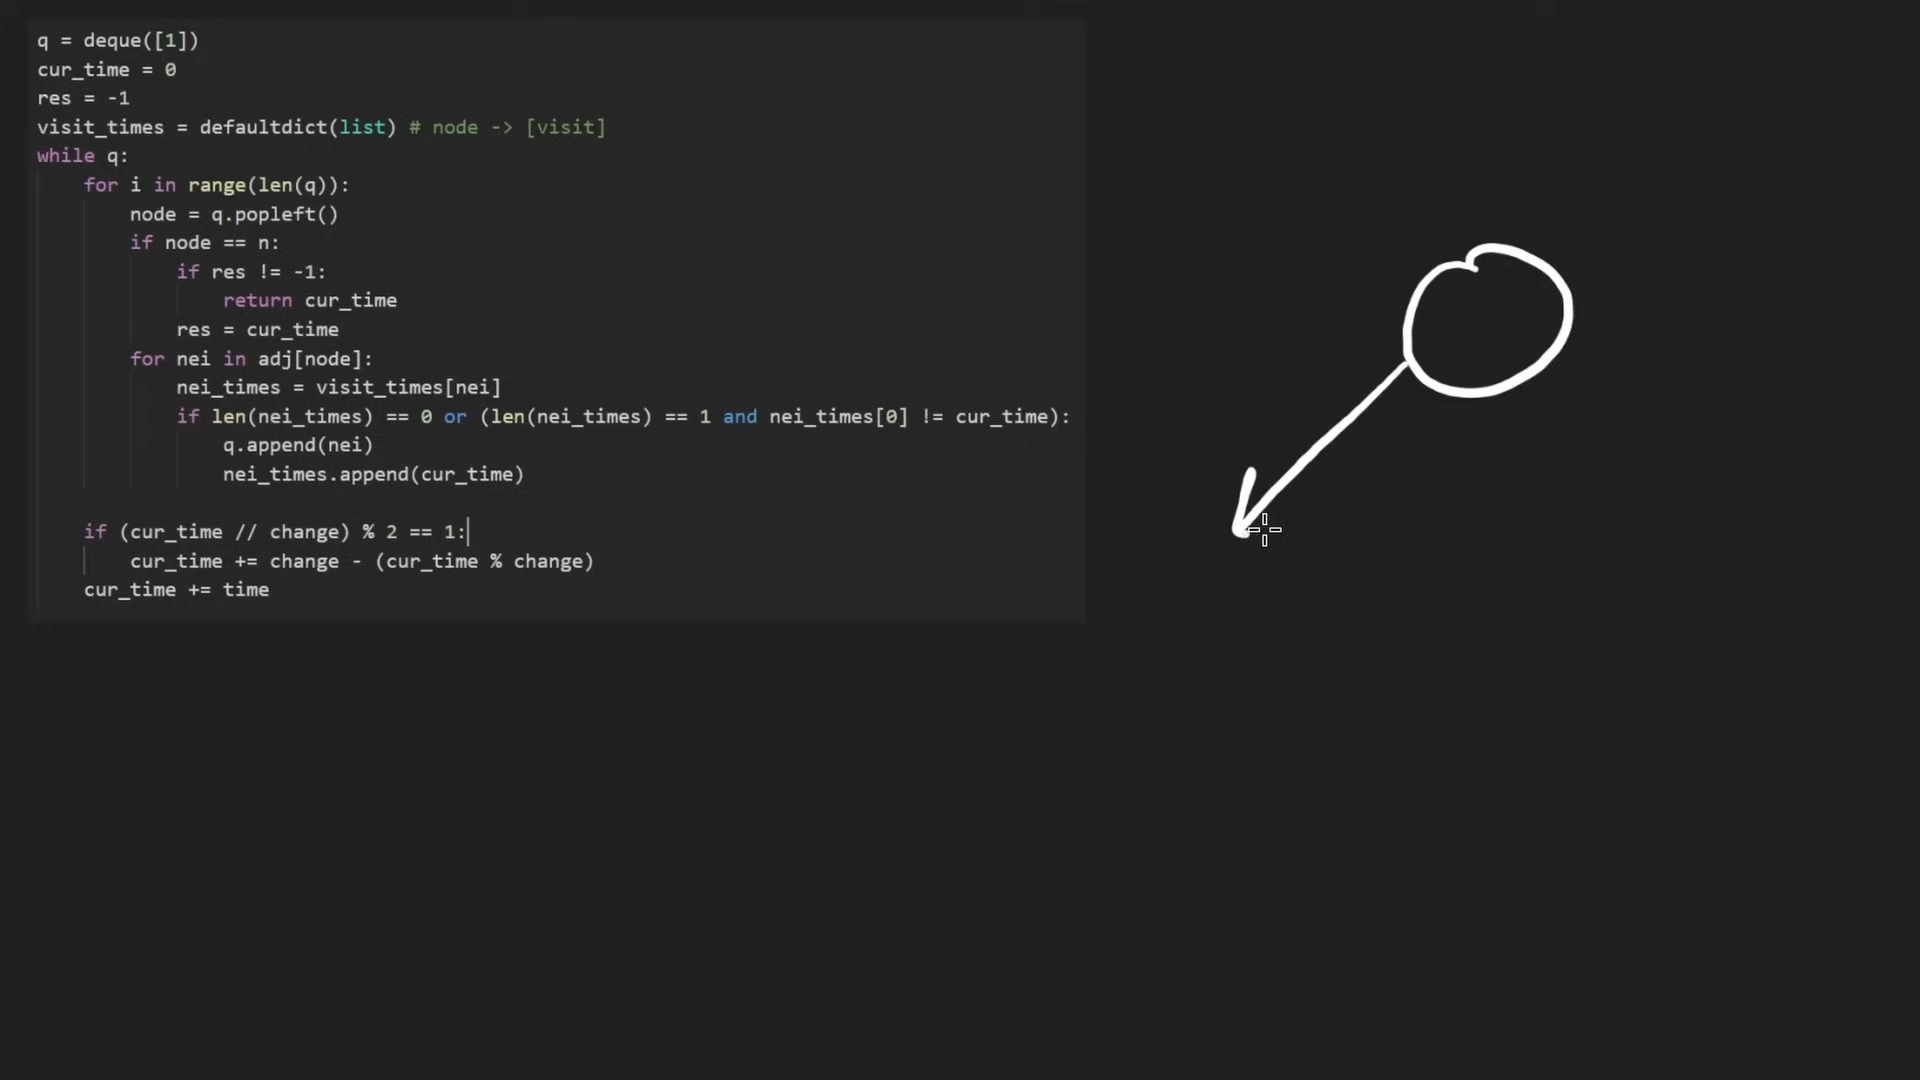 q = deque([1])
cur_time = 0
res = -1
visit_times = defaultdict(list) # node -> [visit]
while q:
    for i in range(len(q)):
        node = q.popleft()
        if node == n:
            if res != -1:
                return cur_time
            res = cur_time
        for nei in adj[node]:
            nei_times = visit_times[nei]
            if len(nei_times) == 0 or (len(nei_times) == 1 and nei_times[0] != cur_time):
                q.append(nei)
                nei_times.append(cur_time)

    if (cur_time // change) % 2 == 1:
        cur_time += change - (cur_time % change)
    cur_time += time